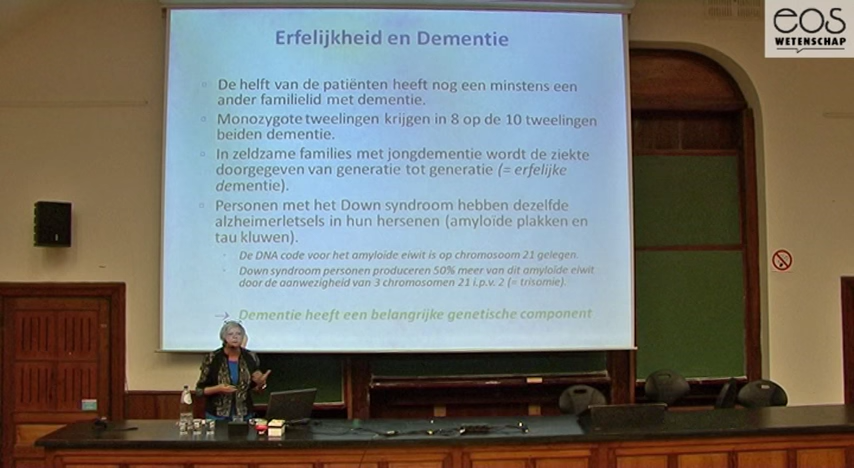 eos
WETENSCHAP
Erfelijkheid en Dementie
De helft van de patiënten heeft nog een minstens een
ander familielid met dementie.
Monozygote tweelingen krijgen in 8 op de 10 tweelingen
beiden dementie.
In zeldzame families met jongdementie wordt de ziekte
doorgegeven van generatie tot generatie (= erfelijke
dementie).
Personen met het Down syndroom hebben dezelfde
alzheimerletsels in hun hersenen (amyloïde plakken en
tau kluwen).
De DNA code voor het amyloïde eiwit is op chromosoom 21 gelegen.
Down syndroom personen produceren 50% meer van dit amyloïde eiwit
door de aanwezigheid van 3 chromosomen 21 i.p.v. 2 (= trisomie).
→ Dementie heeft een belangrijke genetische component